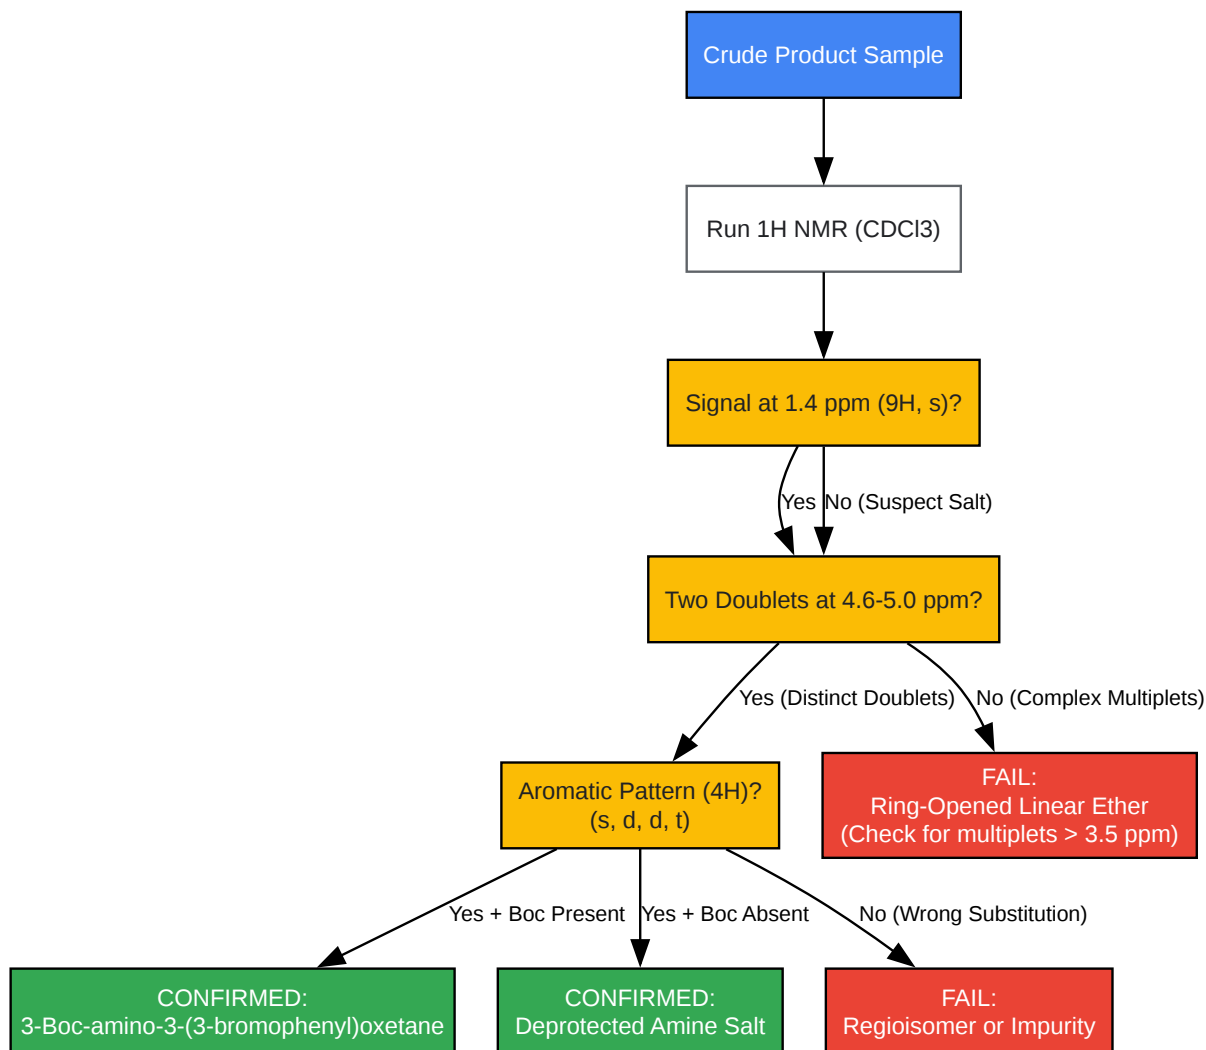 Crude Product Sample
Run 1H NMR (CDCl3)
Signal at 1.4 ppm (9H, s)?
Yes
No (Suspect Salt)
Two Doublets at 4.6-5.0 ppm?
Yes (Distinct Doublets)
No (Complex Multiplets)
Aromatic Pattern (4H)?
(s, d, d, t)
FAIL:
Ring-Opened Linear Ether
(Check for multiplets > 3.5 ppm)
Yes + Boc Present
Yes + Boc Absent
No (Wrong Substitution)
CONFIRMED:
3-Boc-amino-3-(3-bromophenyl)oxetane
CONFIRMED:
Deprotected Amine Salt
FAIL:
Regioisomer or Impurity